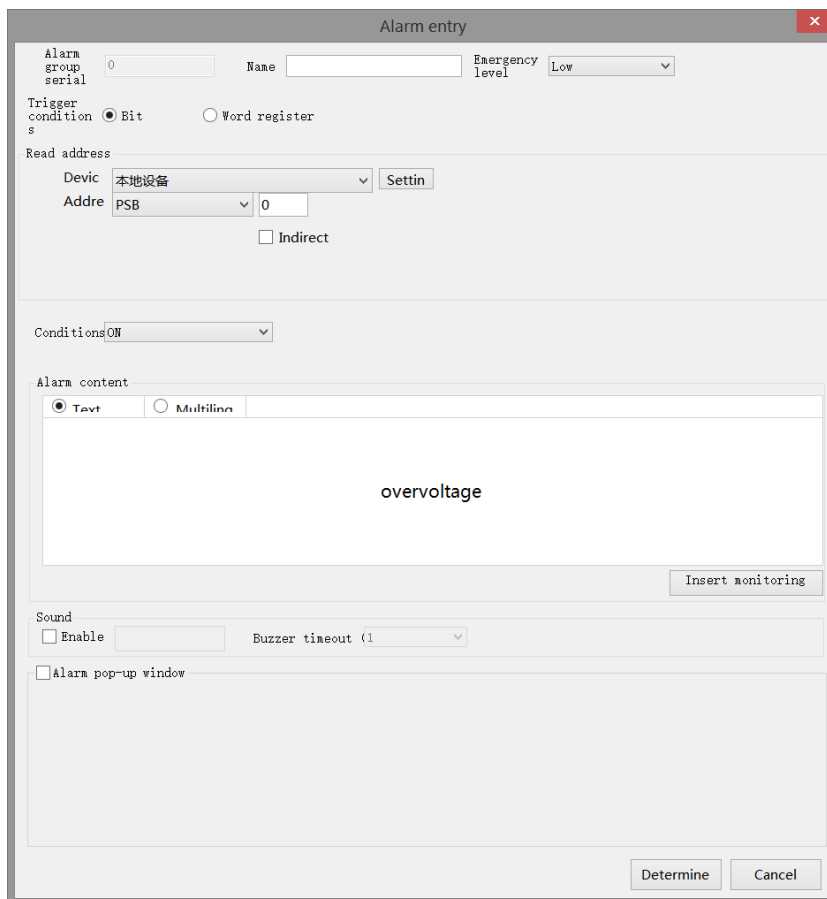 Alarm entry
Alarm
group
serial
0
Name
Emergency
level
Low
Trigger
condition
s
Bit
Word register
Read address
Devic
本地设备
Settin
Addre
PSB
0
Indirect
Conditions
ON
Alarm content
Text
Multiling
overvoltage
Insert monitoring
Sound
Enable
Buzzer timeout (
1
Alarm pop-up window
Determine
Cancel